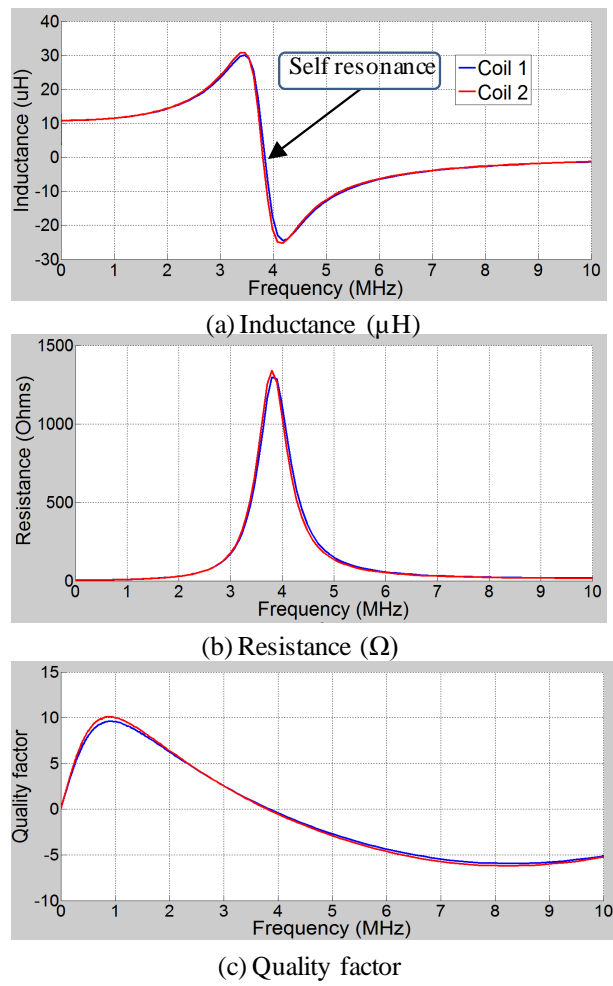 40
30
20
10
0
-10
-20
-30
Inductance (uH)
Self resonance
Coil 1
Coil 2
0 1 2 3 4 5 6 7 8 9 10
Frequency (MHz)
(a) Inductance (µH)
1500
1000
500
0
Resistance (Ohms)
0 1 2 3 4 5 6 7 8 9 10
Frequency (MHz)
(b) Resistance (Ω)
15
10
5
0
-5
-10
Quality factor
0 1 2 3 4 5 6 7 8 9 10
Frequency (MHz)
(c) Quality factor